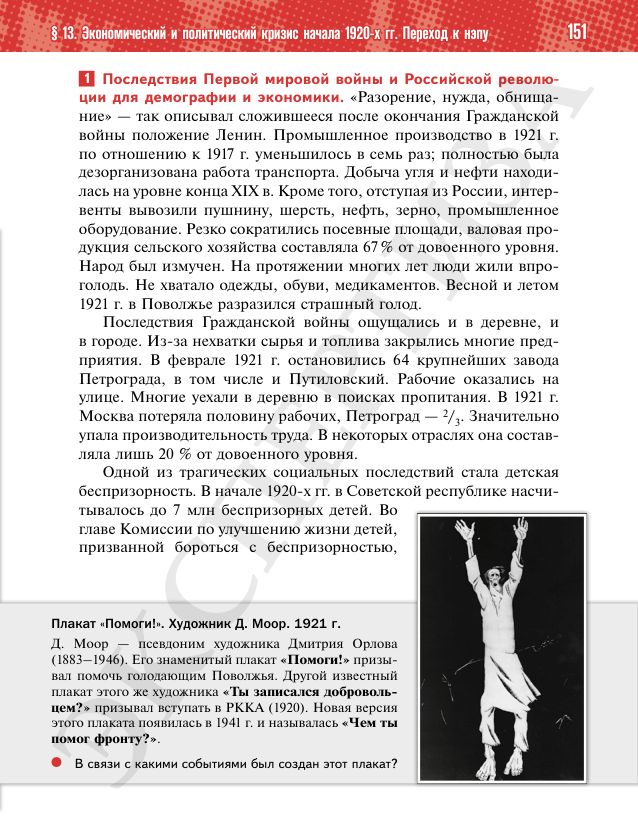 § 13. Экономический и политический кризис начала 1920-х гг. Переход к нэпу 151
1 Последствия Первой мировой войны и Российской револю-
ции для демографии и экономики. «Разорение, нужда, обнища-
ние» — так описывал сложившееся после окончания Гражданской
войны положение Ленин. Промышленное производство в 1921 г.
по отношению к 1917 г. уменьшилось в семь раз; полностью была
дезорганизована работа транспорта. Добыча угля и нефти находи-
лась на уровне конца XIX в. Кроме того, отступая из России, интер-
венты вывозили пушнину, шерсть, нефть, зерно, промышленное
оборудование. Резко сократились посевные площади, валовая про-
дукция сельского хозяйства составляла 67 % от довоенного уровня.
Народ был измучен. На протяжении многих лет люди жили впро-
голодь. Не хватало одежды, обуви, медикаментов. Весной и летом
1921 г. в Поволжье разразился страшный голод.
Последствия Гражданской войны ощущались и в деревне, и
в городе. Из-за нехватки сырья и топлива закрылись многие пред-
приятия. В феврале 1921 г. остановились 64 крупнейших завода
Петрограда, в том числе и Путиловский. Рабочие оказались на
улице. Многие уехали в деревню в поисках пропитания. В 1921 г.
Москва потеряла половину рабочих, Петроград — 2/3. Значительно
упала производительность труда. В некоторых отраслях она состав-
ляла лишь 20 % от довоенного уровня.
Одной из трагических социальных последствий стала детская
беспризорность. В начале 1920-х гг. в Советской республике насчи-
тывалось до 7 млн беспризорных детей. Во
главе Комиссии по улучшению жизни детей,
призванной бороться с беспризорностью,
Плакат «Помоги!». Художник Д. Моор. 1921 г.
Д. Моор — псевдоним художника Дмитрия Орлова
(1883–1946). Его знаменитый плакат «Помоги!» призы-
вал помочь голодающим Поволжья. Другой известный
плакат этого же художника «Ты записался доброволь-
цем?» призывал вступать в РККА (1920). Новая версия
этого плаката появилась в 1941 г. и называлась «Чем ты
помог фронту?».
● В связи с какими событиями был создан этот плакат?
ЭКСПЕРТИЗА